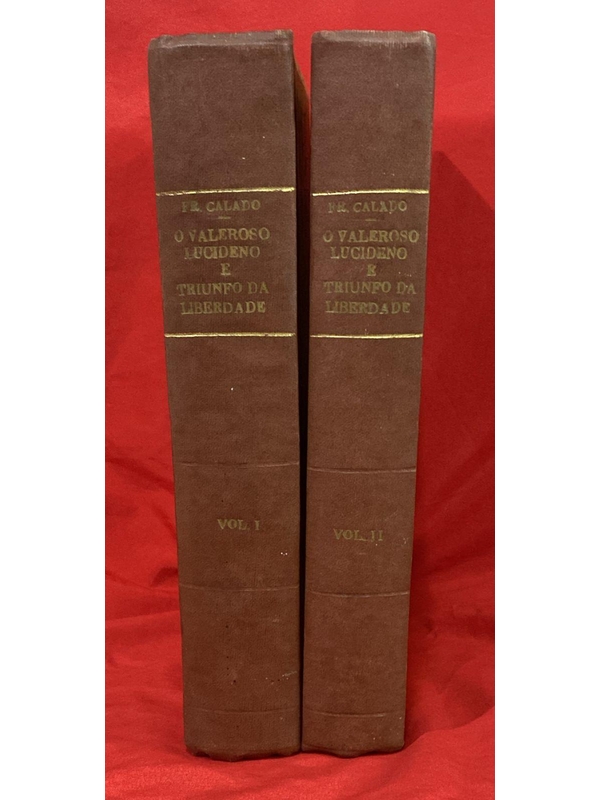 FR. CALADO
O VALEROSO
LUCIDENO
E
TRIUNFO DA
LIBERDADE
VOL. I
FR. CALADO
O VALEROSO
LUCIDENO
E
TRIUNFO DA
LIBERDADE
VOL. II